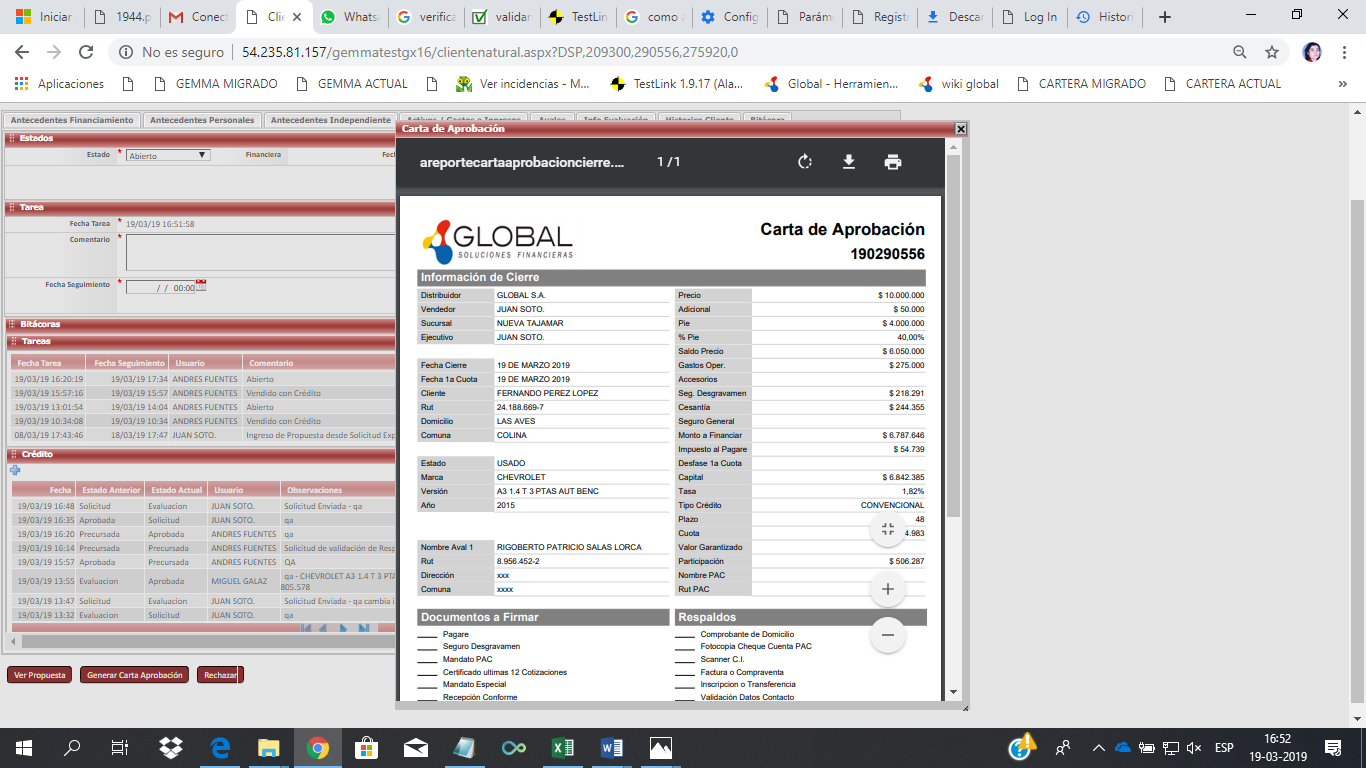 Iniciar
1944.p
Conect
Clie
WhatsA
verifica
validar
TestLin
como
Config
Parám
Regist
Descar
Log In
Histori
No es seguro | 54.235.81.157/gemmatestgx16/clientenatural.aspx?DSP,209300,290556,275920,0
Aplicaciones
GEMMA MIGRADO
GEMMA ACTUAL
Ver incidencias - M...
TestLink 1.9.17 (Ala...
Global - Herramien...
wiki global
CARTERA MIGRADO
CARTERA ACTUAL
»
Antecedentes Financiamiento
Antecedentes Personales
Antecedentes Independiente
Activos / Gastos e Ingresos
Avales
Info Evaluación
Historico Cliente
Bitácora
Estados
Estado * Abierto
Financiera
Fecl
Tarea
Fecha Tarea * 19/03/19 16:51:58
Comentario *
Fecha Seguimiento * / / 00:00
Bitácoras
Tareas
Fecha Tarea Fecha Seguimiento Usuario Comentario
19/03/19 16:20:19 19/03/19 17:34 ANDRES FUENTES Abierto
19/03/19 15:57:16 19/03/19 15:57 ANDRES FUENTES Vendido con Crédito
19/03/19 13:01:54 19/03/19 14:04 ANDRES FUENTES Abierto
19/03/19 10:34:08 19/03/19 10:34 ANDRES FUENTES Vendido con Crédito
08/03/19 17:43:46 18/03/19 17:47 JUAN SOTO. Ingreso de Propuesta desde Solicitud Exp
Crédito
Fecha Estado Anterior Estado Actual Usuario Observaciones
19/03/19 16:48 Solicitud Evaluacion JUAN SOTO. Solicitud Enviada - qa
19/03/19 16:35 Aprobada Solicitud JUAN SOTO. qa
19/03/19 16:20 Precursada Aprobada ANDRES FUENTES qa
19/03/19 16:14 Precursada Precursada ANDRES FUENTES Solicitud de validación de Resp
19/03/19 15:57 Aprobada Precursada ANDRES FUENTES QA
19/03/19 13:55 Evaluacion Aprobada MIGUEL GALAZ qa - CHEVROLET A3 1.4 T 3 PTA
805.578
19/03/19 13:47 Solicitud Evaluacion JUAN SOTO. Solicitud Enviada - qa cambia i
19/03/19 13:32 Evaluacion Solicitud JUAN SOTO. qa
Ver Propuesta
Generar Carta Aprobación
Rechazar
Carta de Aprobación
areportecartaaprobacioncierre....
1 / 1
GLOBAL
SOLUCIONES FINANCIERAS
Carta de Aprobación
190290556
Información de Cierre
Distribuidor GLOBAL S.A.
Vendedor JUAN SOTO.
Sucursal NUEVA TAJAMAR
Ejecutivo JUAN SOTO.
Fecha Cierre 19 DE MARZO 2019
Fecha 1a Cuota 19 DE MARZO 2019
Cliente FERNANDO PEREZ LOPEZ
Rut 24.188.669-7
Domicilio LAS AVES
Comuna COLINA
Estado USADO
Marca CHEVROLET
Versión A3 1.4 T 3 PTAS AUT BENC
Año 2015
Nombre Aval 1 RIGOBERTO PATRICIO SALAS LORCA
Rut 8.956.452-2
Dirección xxx
Comuna xxxx
Precio $ 10.000.000
Adicional $ 50.000
Pie $ 4.000.000
% Pie 40,00%
Saldo Precio $ 6.050.000
Gastos Oper. $ 275.000
Accesorios
Seg. Desgravamen $ 218.291
Cesantía $ 244.355
Seguro General
Monto a Financiar $ 6.787.646
Impuesto al Pagare $ 54.739
Desfase 1a Cuota
Capital $ 6.842.385
Tasa 1,82%
Tipo Crédito CONVENCIONAL
Plazo 48
Cuota 4.983
Valor Garantizado
Participación $ 506.287
Nombre PAC
Rut PAC
Documentos a Firmar
Pagare
Seguro Desgravamen
Mandato PAC
Certificado ultimas 12 Cotizaciones
Mandato Especial
Recepción Conforme
Respaldos
Comprobante de Domicilio
Fotocopia Cheque Cuenta PAC
Scanner C.I.
Factura o Compraventa
Inscripcion o Transferencia
Validación Datos Contacto
ESP
16:52
19-03-2019